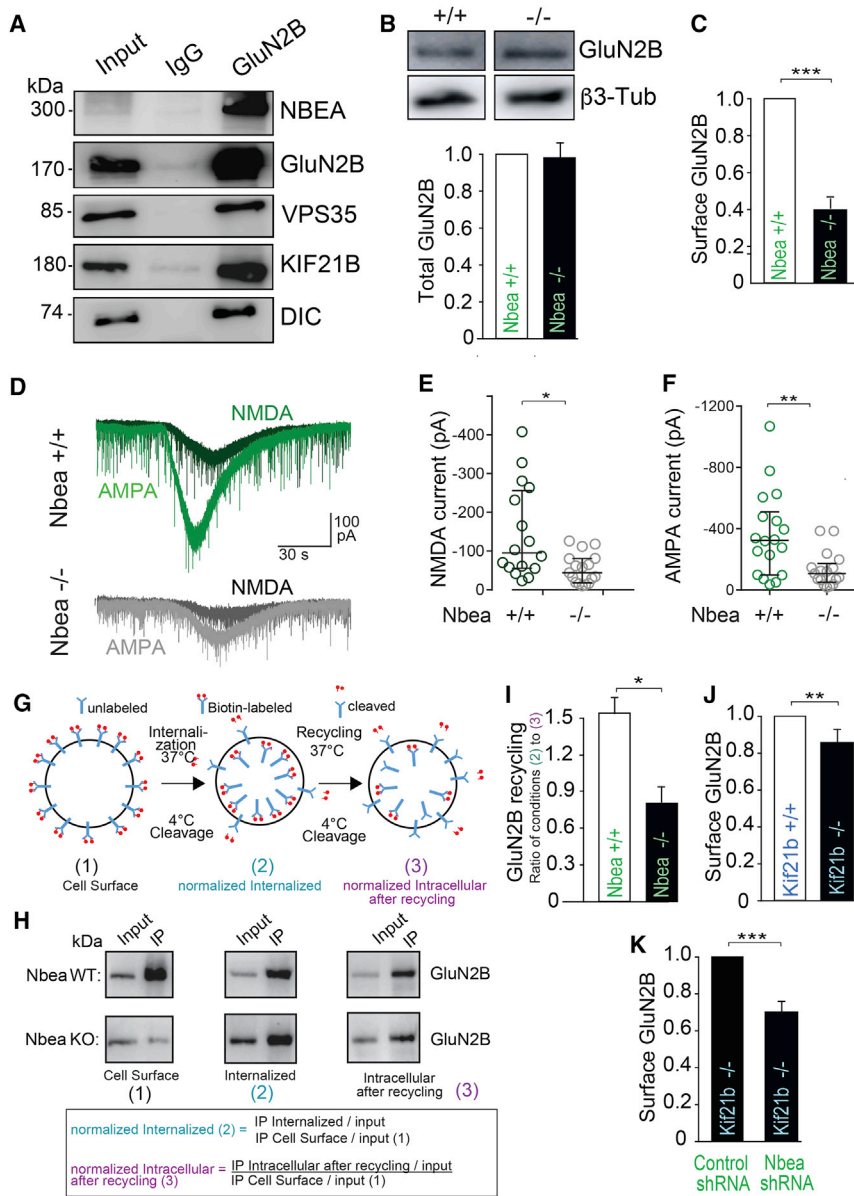 A
Input
IgG
GluN2B
kDa
300
NBEA
170
GluN2B
85
VPS35
180
KIF21B
74
DIC
B
+/+
-/-
GluN2B
β3-Tub
Total GluN2B
1.0
0.8
0.6
0.4
0.2
0
Nbea +/+
Nbea -/-
C
***
Surface GluN2B
1.0
0.8
0.6
0.4
0.2
0
Nbea +/+
Nbea -/-
D
Nbea +/+
NMDA
AMPA
100
pA
30 s
Nbea -/-
NMDA
AMPA
E
*
NMDA current (pA)
-400
-300
-200
-100
0
Nbea
+/+
-/-
F
**
AMPA current (pA)
-1200
-800
-400
0
Nbea
+/+
-/-
G
unlabeled
Biotin-labeled
cleaved
Internali-
zation
37°C
Recycling
37°C
4°C
Cleavage
4°C
Cleavage
(1)
Cell Surface
(2)
normalized Internalized
(3)
normalized Intracellular
after recycling
H
kDa
Input
IP
Input
IP
Input
IP
Nbea WT:
GluN2B
Nbea KO:
GluN2B
Cell Surface
(1)
Internalized
(2)
Intracellular
after recycling (3)
normalized Internalized (2) =
IP Internalized / input
IP Cell Surface / input (1)
normalized Intracellular =
after recycling (3)
IP Intracellular after recycling / input
IP Cell Surface / input (1)
I
*
GluN2B recycling
Ratio of conditions (2) to (3)
1.5
1.2
0.9
0.6
0.3
0
Nbea +/+
Nbea -/-
J
**
Surface GluN2B
1.0
0.8
0.6
0.4
0.2
0
Kif21b +/+
Kif21b -/-
K
***
Surface GluN2B
1.0
0.8
0.6
0.4
0.2
0
Kif21b -/-
Kif21b -/-
Control
shRNA
Nbea
shRNA